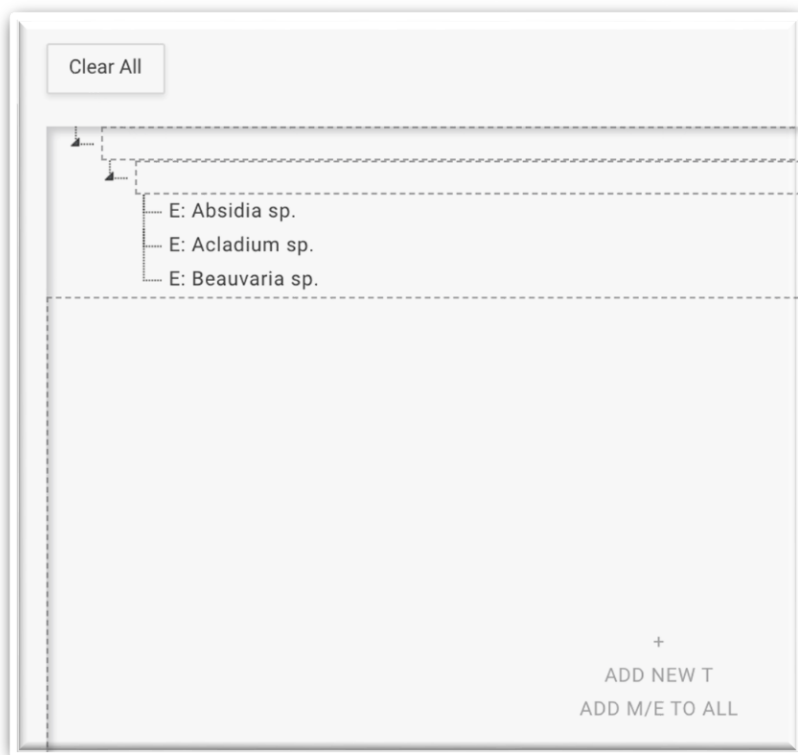 Clear All
E: Absidia sp.
E: Acladium sp.
E: Beauvaria sp.
+
ADD NEW T
ADD M/E TO ALL